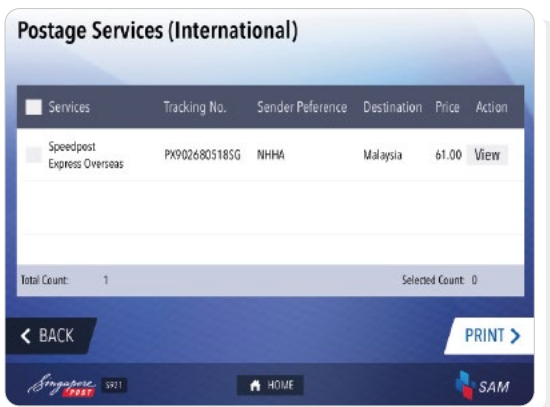 Postage Services (International)
Services Tracking No. Sender Peference Destination Price Action
Speedpost
Express Overseas PX902680518SG NHHA Malaysia 61.00 View
Total Count: 1 Selected Count: 0
BACK PRINT
Singapore POST S921 HOME SAM